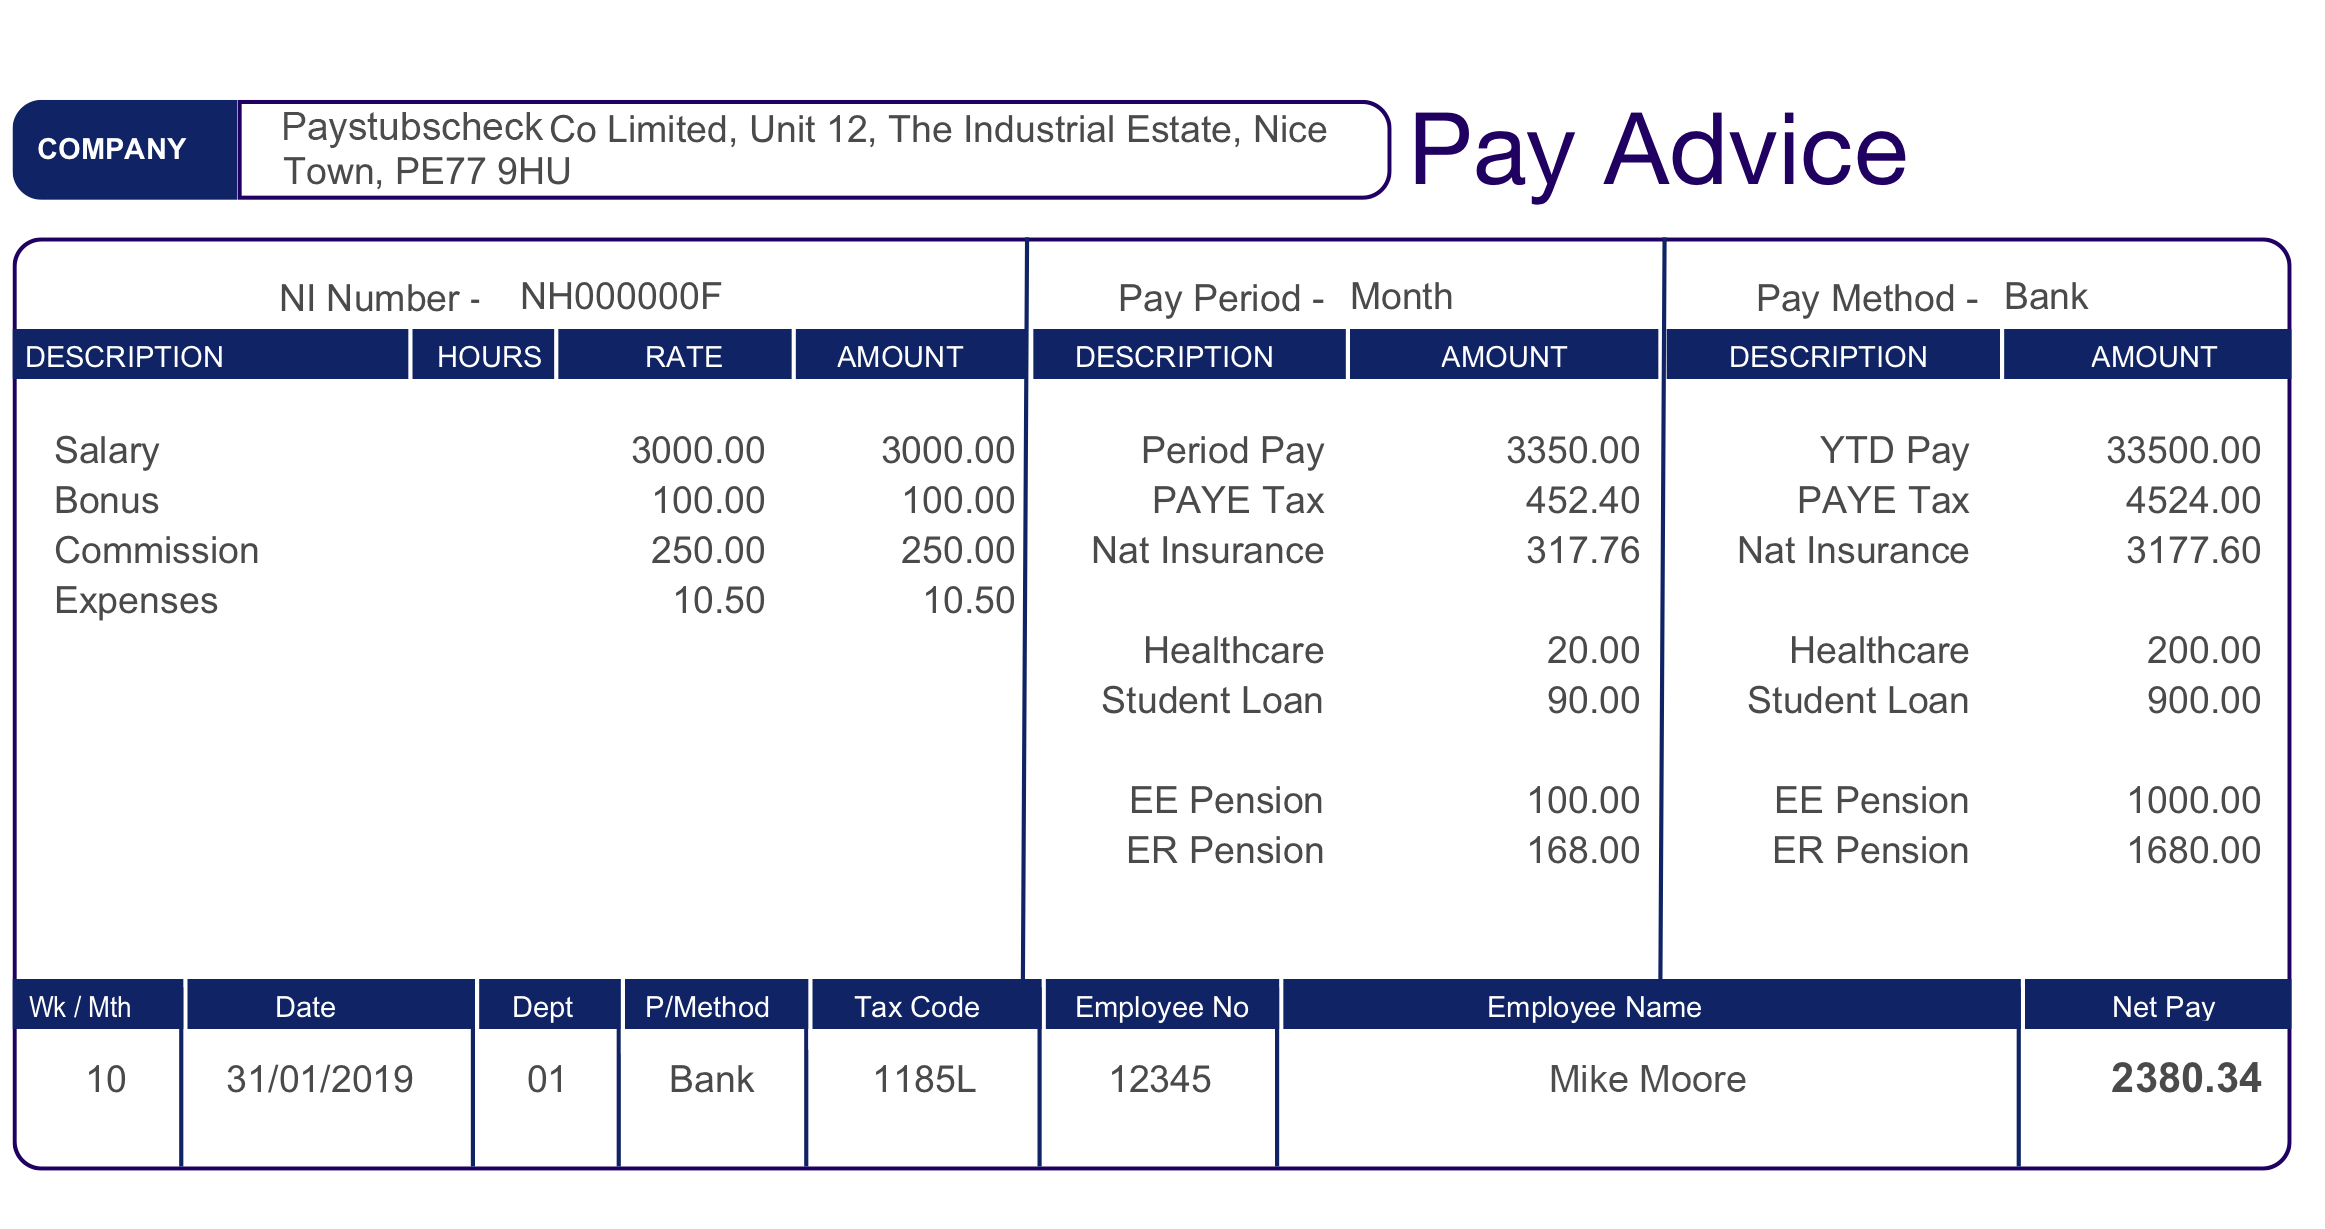 COMPANY
Paystubscheck Co Limited, Unit 12, The Industrial Estate, Nice
Town, PE77 9HU
Pay Advice
NI Number - NH000000F
Pay Period - Month
Pay Method - Bank
DESCRIPTION HOURS RATE AMOUNT DESCRIPTION AMOUNT DESCRIPTION AMOUNT
Salary 3000.00 3000.00 Period Pay 3350.00 YTD Pay 33500.00
Bonus 100.00 100.00 PAYE Tax 452.40 PAYE Tax 4524.00
Commission 250.00 250.00 Nat Insurance 317.76 Nat Insurance 3177.60
Expenses 10.50 10.50
Healthcare 20.00 Healthcare 200.00
Student Loan 90.00 Student Loan 900.00
EE Pension 100.00 EE Pension 1000.00
ER Pension 168.00 ER Pension 1680.00
Wk / Mth Date Dept P/Method Tax Code Employee No Employee Name Net Pay
10 31/01/2019 01 Bank 1185L 12345 Mike Moore 2380.34